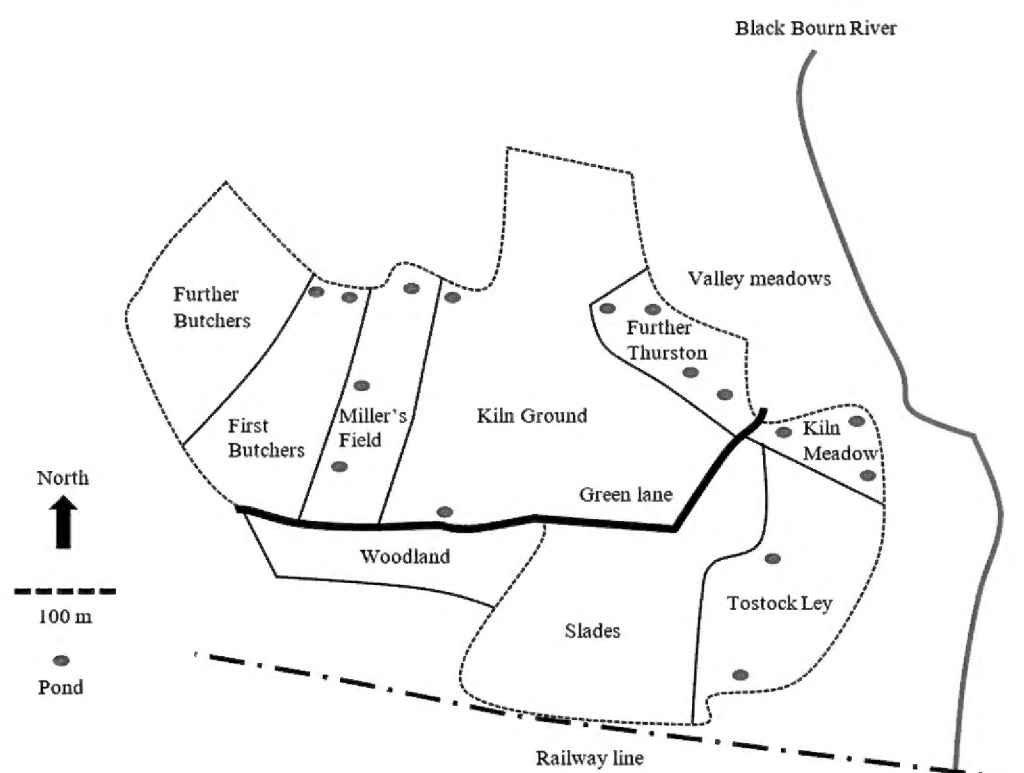 Black Bourn River
Valley meadows
Further
Butchers
Further
Thurston
First
Butchers
Miller's
Field
Kiln Ground
Kiln
Meadow
North
Green lane
Woodland
100 m
Tostock Ley
Slades
Pond
Railway line